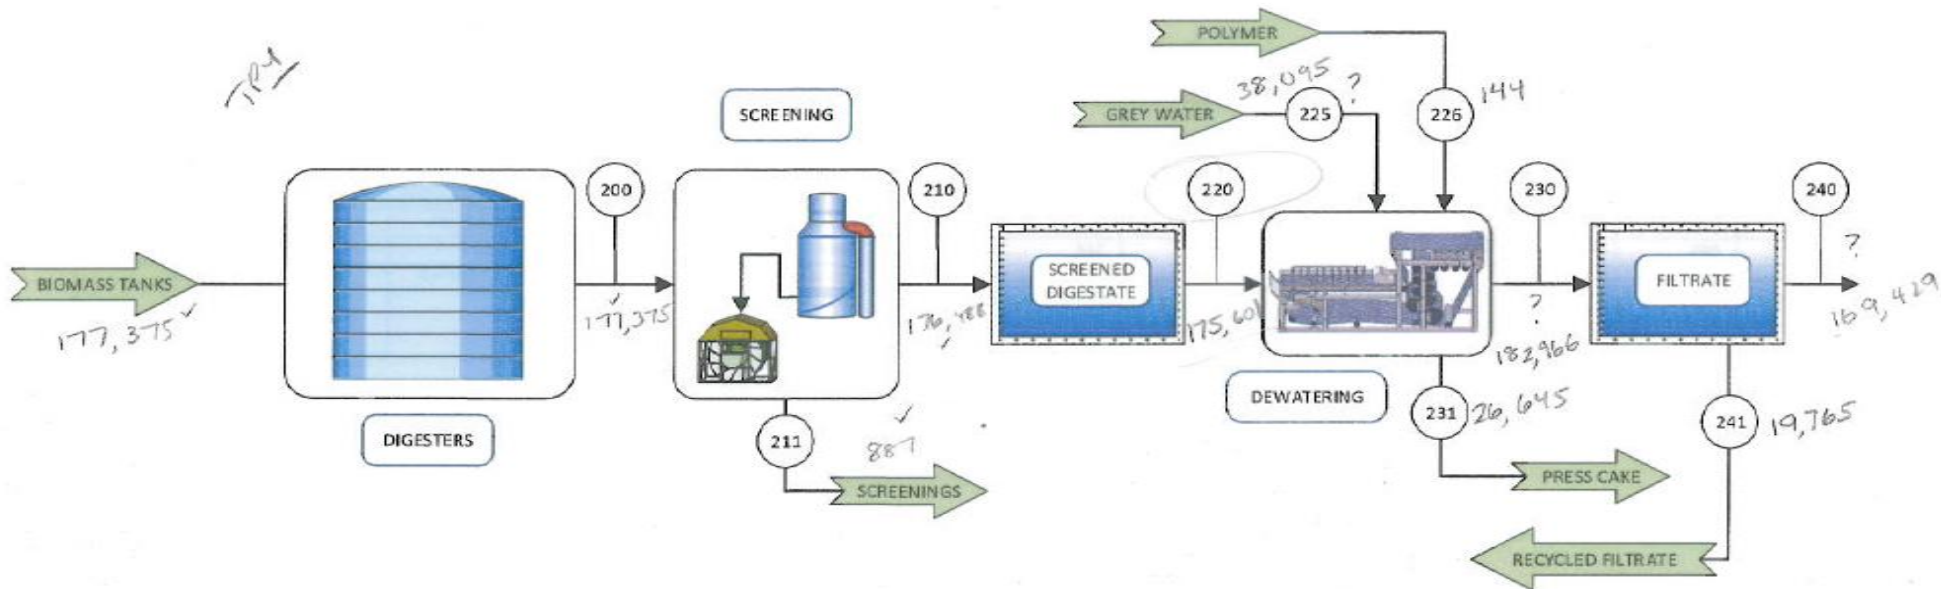 POLYMER
TPY
38,095 ?
144
SCREENING
GREY WATER
225
226
200
210
220
230
240
?
BIOMASS TANKS
SCREENED
DIGESTATE
FILTRATE
177,375 ✓
✓
177,375
176,488
175,601
?
182,966
169,429
DEWATERING
231
26,645
241
19,765
DIGESTERS
211
✓
887
SCREENINGS
PRESS CAKE
RECYCLED FILTRATE